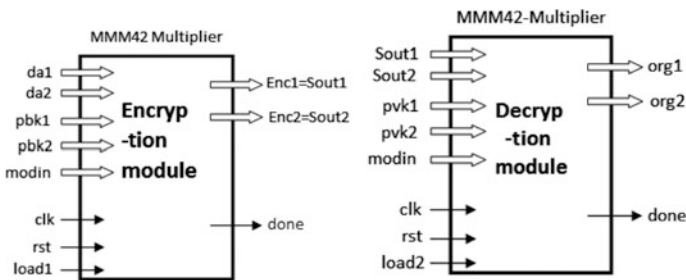 MMM42 Multiplier
da1
da2
pbk1
pbk2
modin
clk
rst
load1
Encryp
-tion
module
Enc1=Sout1
Enc2=Sout2
done
MMM42-Multiplier
Sout1
Sout2
pvk1
pvk2
modin
clk
rst
load2
Decryp
-tion
module
org1
org2
done